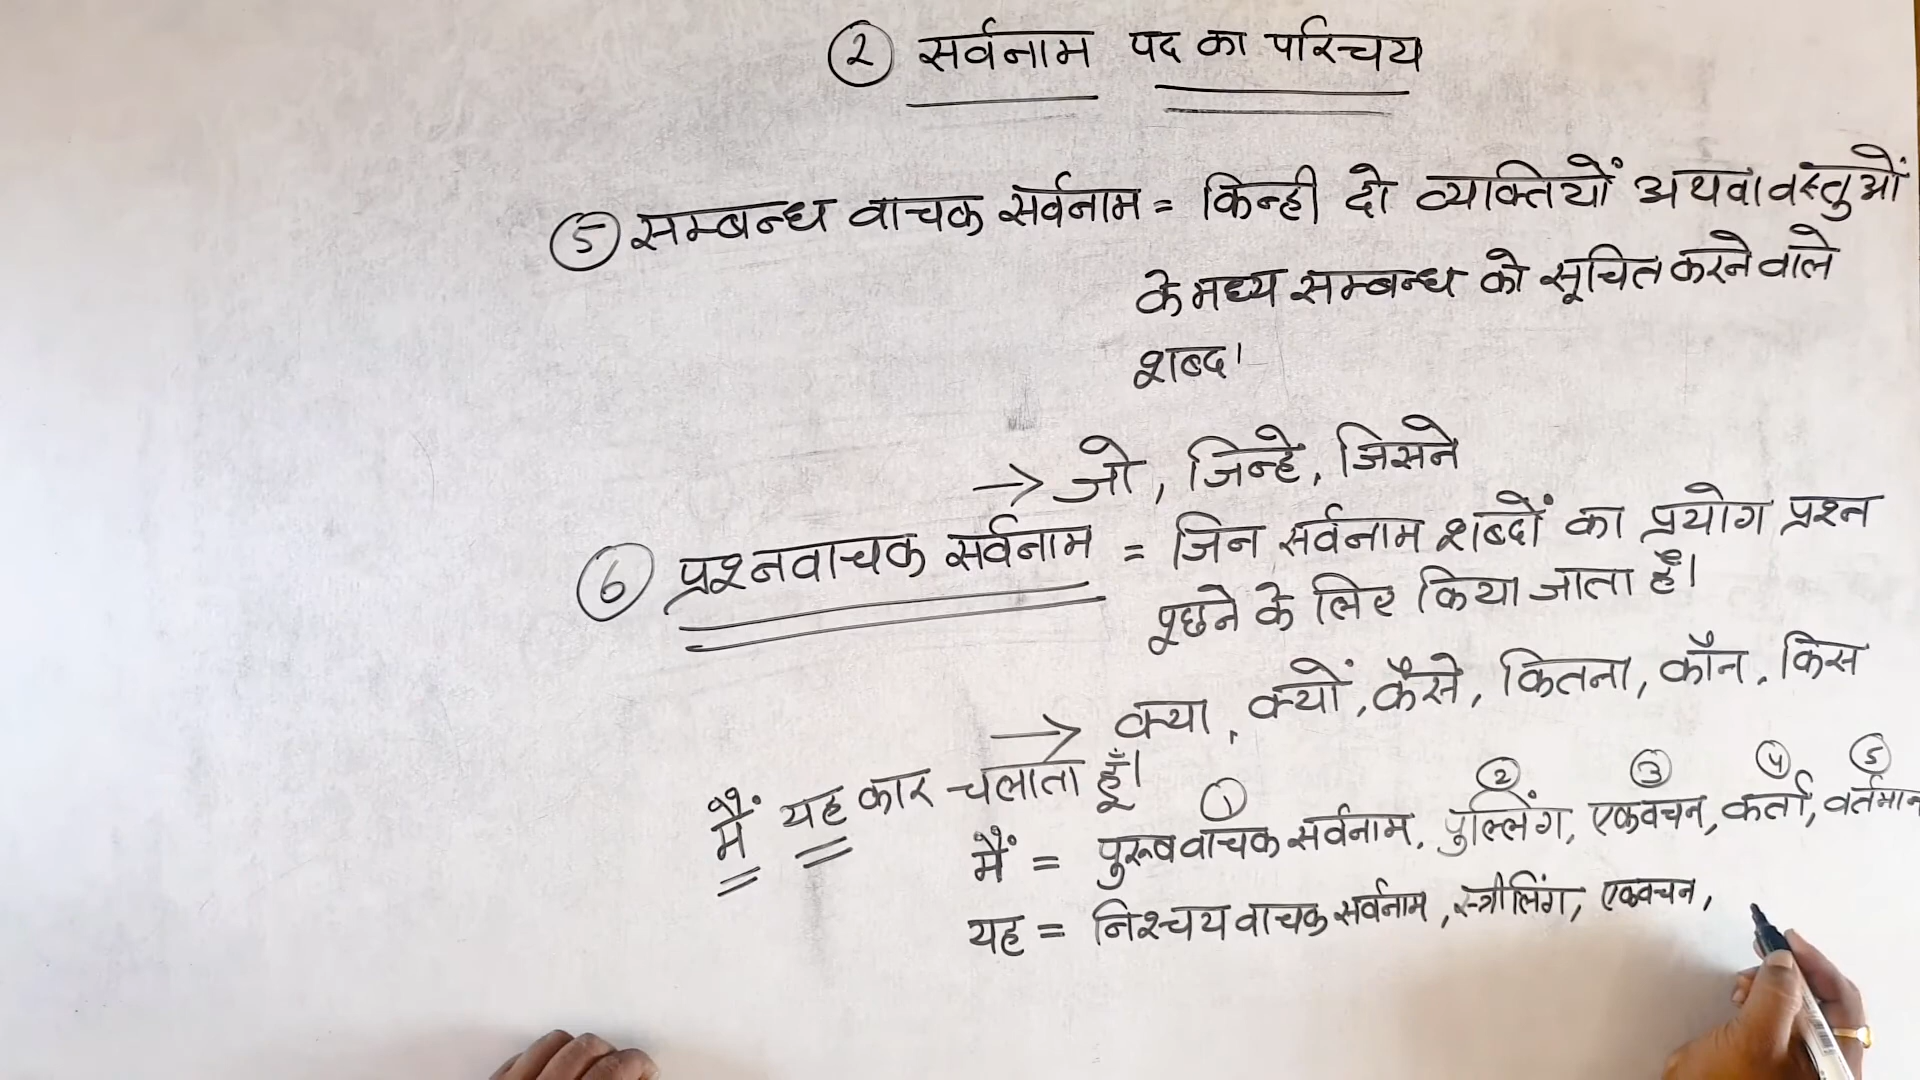 ② सर्वनाम पद का परिचय
⑤ सम्बन्ध वाचक सर्वनाम = किन्ही दो व्यक्तियों अथवा वस्तुओं
के मध्य सम्बन्ध को सूचित करने वाले
शब्द।
→ जो, जिन्हे, जिसने
⑥ प्रश्नवाचक सर्वनाम = जिन सर्वनाम शब्दों का प्रयोग प्रश्न
पूछने के लिए किया जाता हैं।
→ क्या, क्यों, कैसे, कितना, कौन, किस
मैं यह कार चलाता हूँ।
① ② ③ ④ ⑤
मैं = पुरूष वाचक सर्वनाम, पुल्लिंग, एकवचन, कर्ता, वर्तमान
यह = निश्चय वाचक सर्वनाम, स्त्रीलिंग, एकवचन,